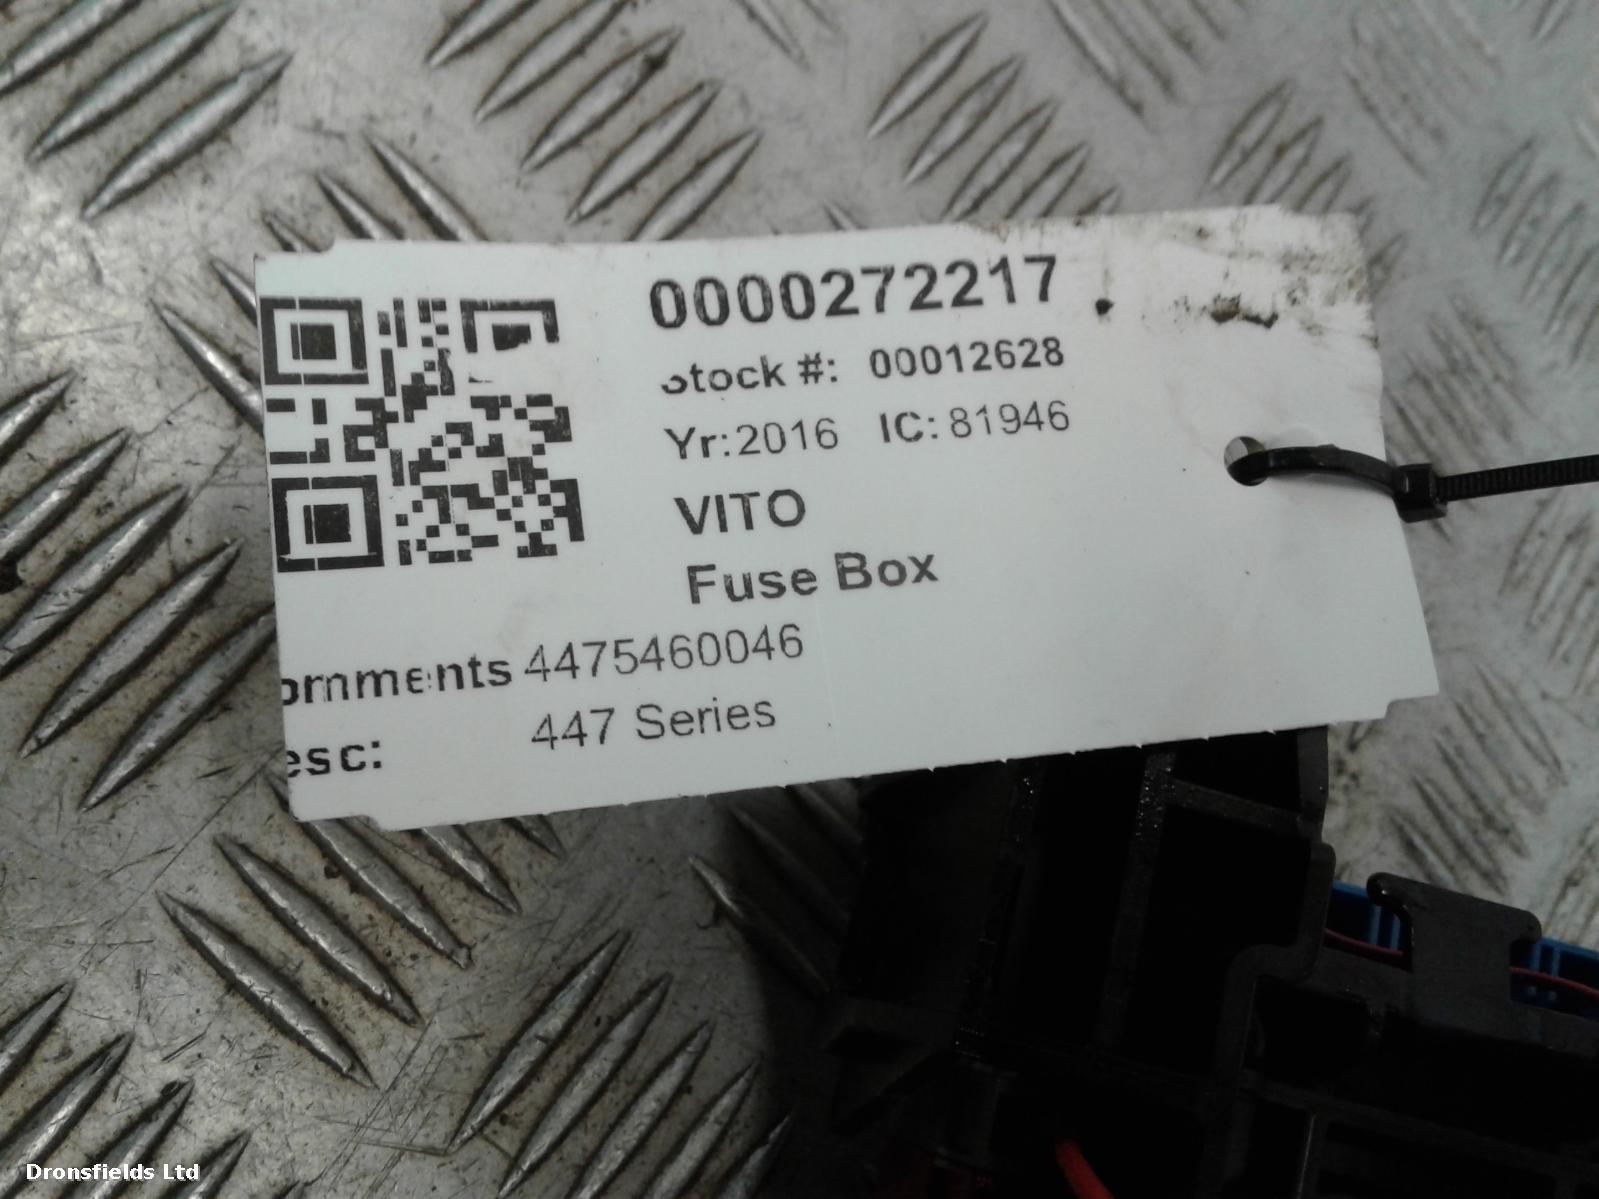 0000272217
Stock #: 00012628
Yr: 2016 IC: 81946
VITO
Fuse Box
omments 4475460046
esc: 447 Series
Dronsfields Ltd